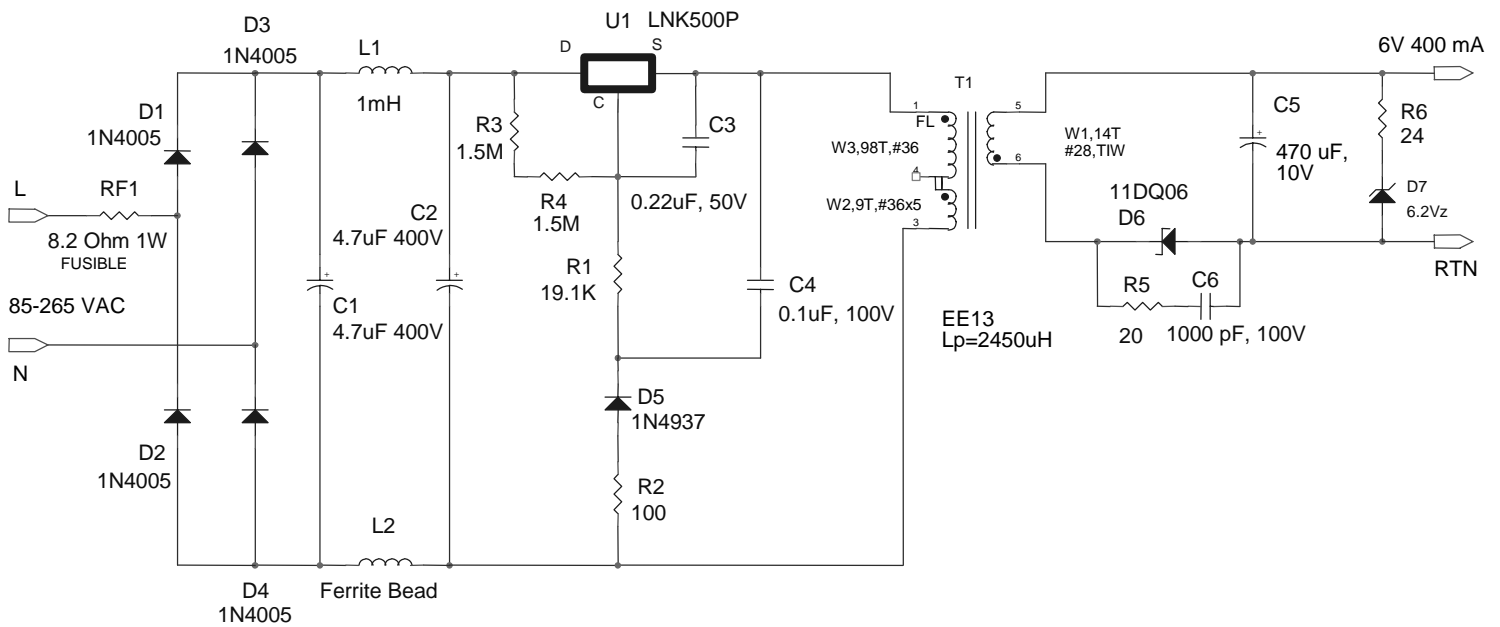 D3
1N4005
L1
1mH
U1 LNK500P
D
S
C
6V 400 mA
T1
D1
1N4005
R3
1.5M
C3
1
FL
5
W3,98T,#36
W1,14T
#28,TIW
C5
470 uF,
10V
R6
24
L
RF1
8.2 Ohm 1W
FUSIBLE
R4
1.5M
0.22uF, 50V
4
6
W2,9T,#36x5
3
11DQ06
D6
D7
6.2Vz
C2
4.7uF 400V
R1
19.1K
C4
0.1uF, 100V
RTN
85-265 VAC
C1
4.7uF 400V
R5
20
C6
1000 pF, 100V
EE13
Lp=2450uH
N
D5
1N4937
D2
1N4005
R2
100
L2
Ferrite Bead
D4
1N4005
+
+
+